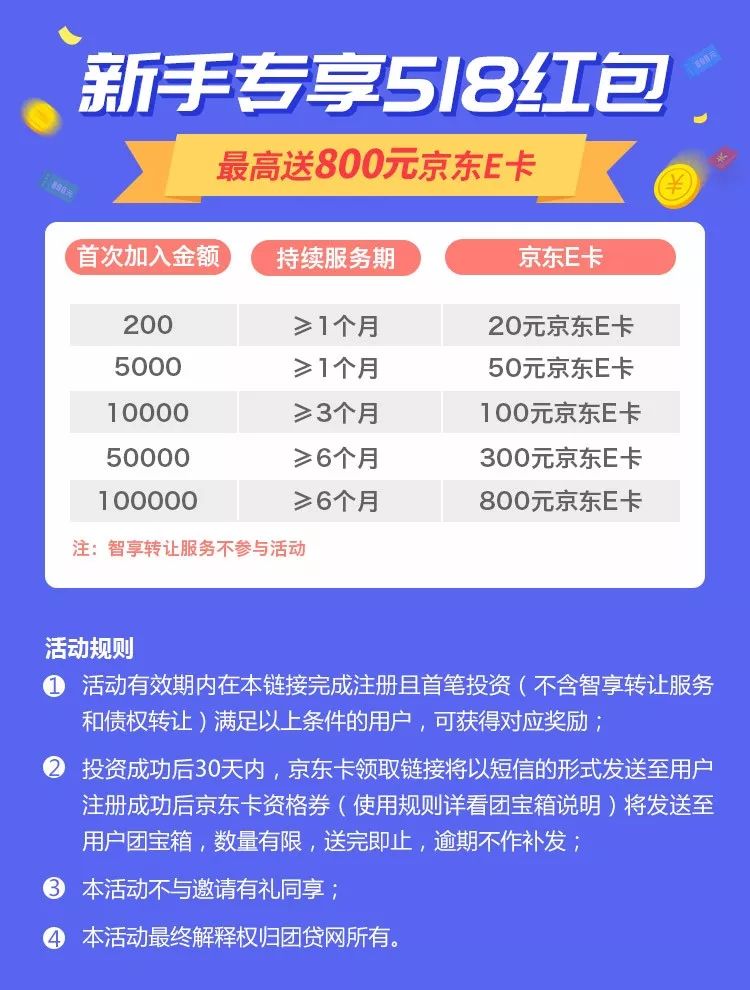 新手专享518红包
最高送800元京东E卡
首次加入金额 持续服务期 京东E卡
200 ≥1个月 20元京东E卡
5000 ≥1个月 50元京东E卡
10000 ≥3个月 100元京东E卡
50000 ≥6个月 300元京东E卡
100000 ≥6个月 800元京东E卡
注：智享转让服务不参与活动
活动规则
1 活动有效期内在本链接完成注册且首笔投资（不含智享转让服务
和债权转让）满足以上条件的用户，可获得对应奖励；
2 投资成功后30天内，京东卡领取链接将以短信的形式发送至用户
注册成功后京东卡资格券（使用规则详看团宝箱说明）将发送至
用户团宝箱，数量有限，送完即止，逾期不作补发；
3 本活动不与邀请有礼同享；
4 本活动最终解释权归团贷网所有。